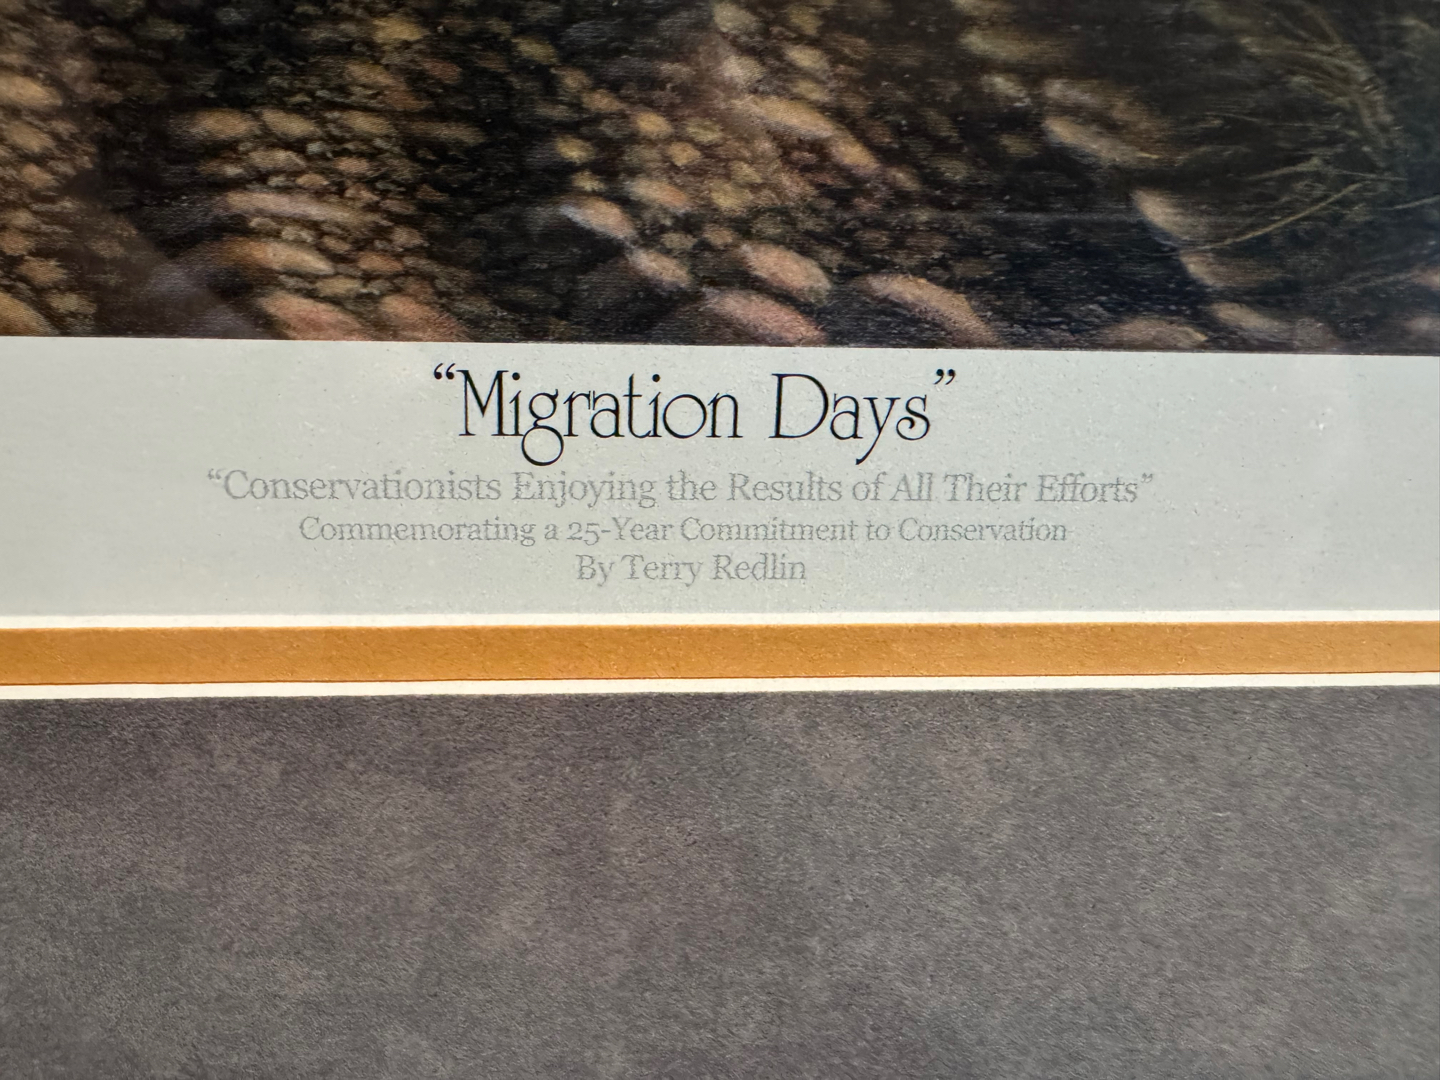 “Migration Days”
“Conservationists Enjoying the Results of All Their Efforts”
Commemorating a 25-Year Commitment to Conservation
By Terry Redlin